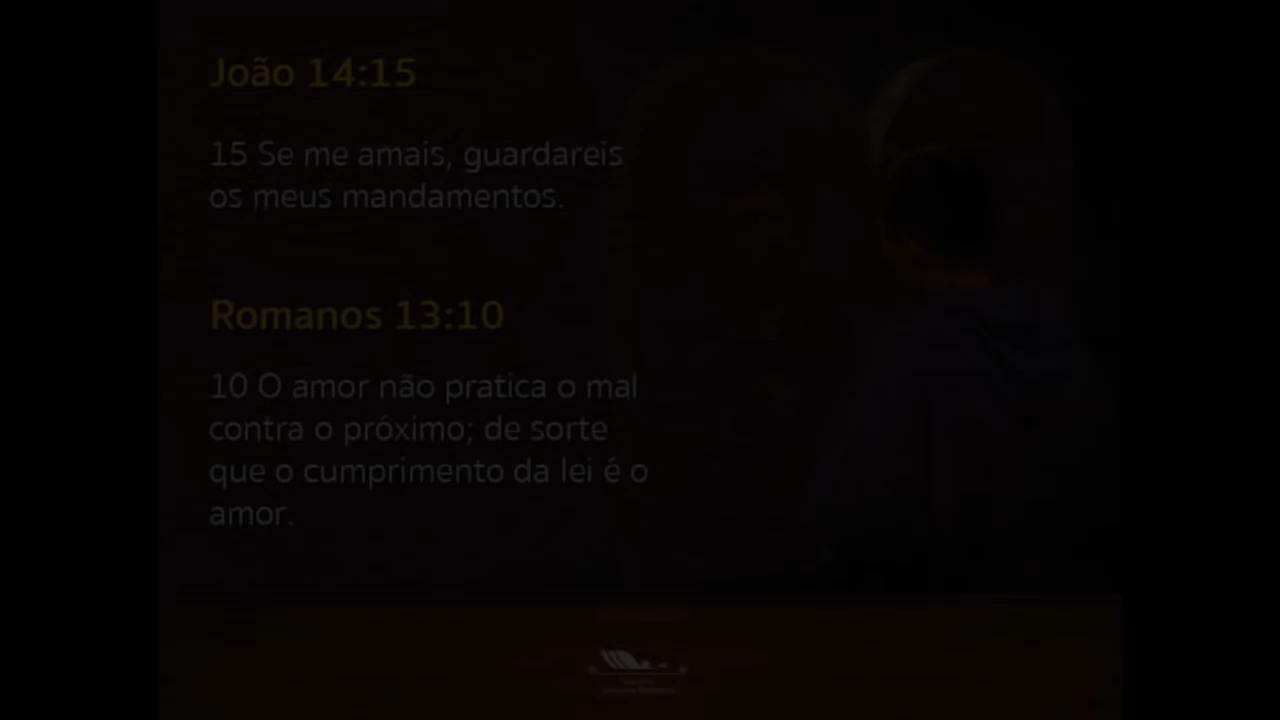 João 14:15
15 Se me amais, guardareis
os meus mandamentos.
Romanos 13:10
10 O amor não pratica o mal
contra o próximo; de sorte
que o cumprimento da lei é o
amor.